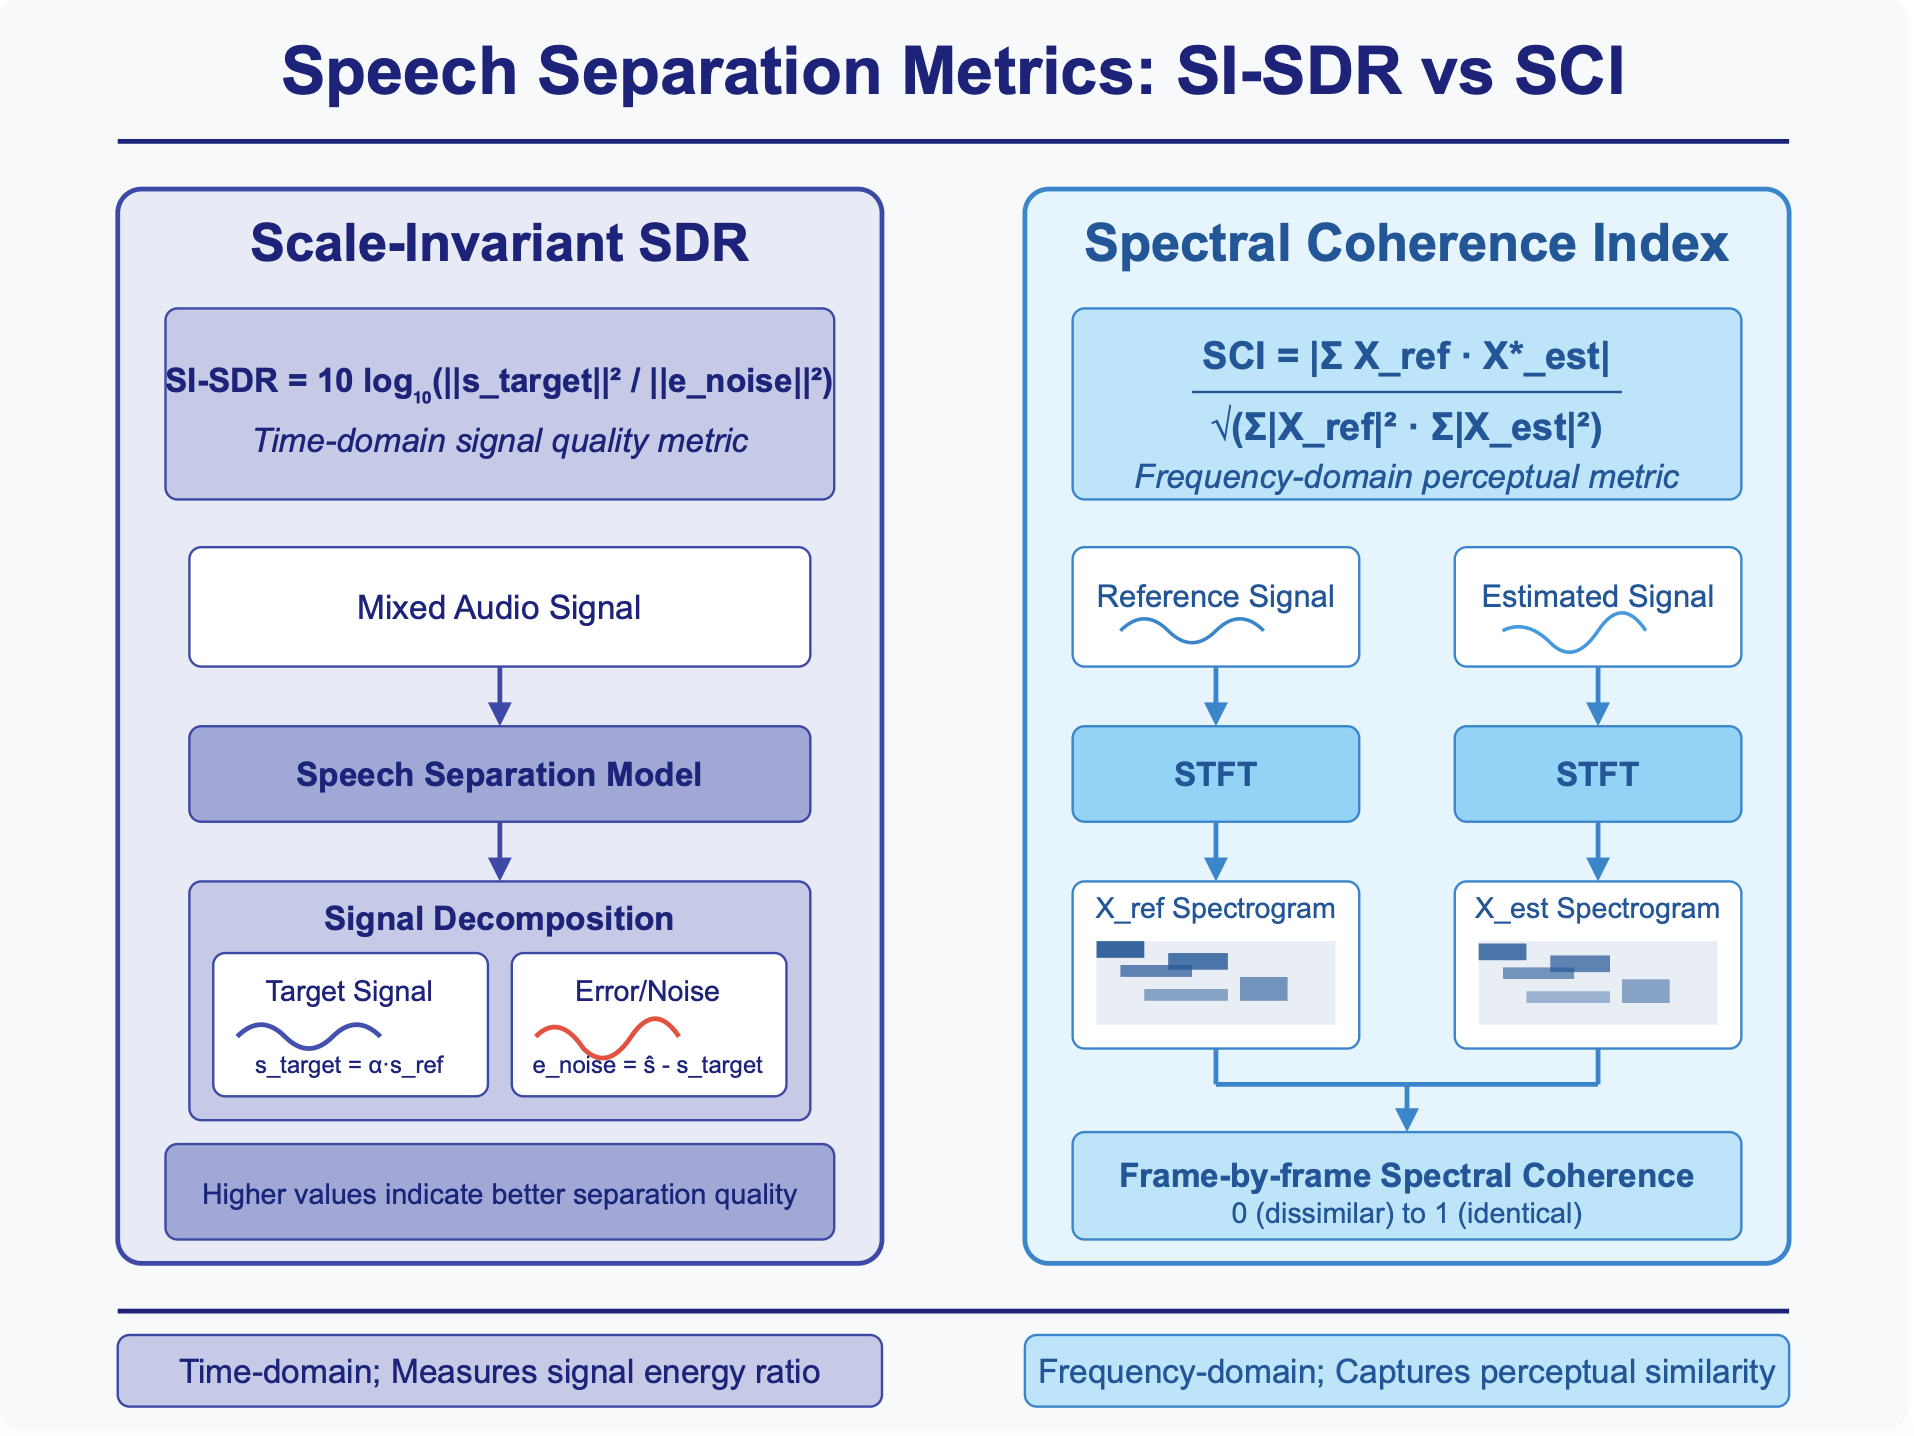 Speech Separation Metrics: SI-SDR vs SCI
Scale-Invariant SDR
SI-SDR = 10 log₁₀(||s_target||² / ||e_noise||²)
Time-domain signal quality metric
Mixed Audio Signal
Speech Separation Model
Signal Decomposition
Target Signal
s_target = α·s_ref
Error/Noise
e_noise = ŝ - s_target
Higher values indicate better separation quality
Spectral Coherence Index
SCI = |Σ X_ref · X*_est|
√(Σ|X_ref|² · Σ|X_est|²)
Frequency-domain perceptual metric
Reference Signal
Estimated Signal
STFT
STFT
X_ref Spectrogram
X_est Spectrogram
Frame-by-frame Spectral Coherence
0 (dissimilar) to 1 (identical)
Time-domain; Measures signal energy ratio
Frequency-domain; Captures perceptual similarity